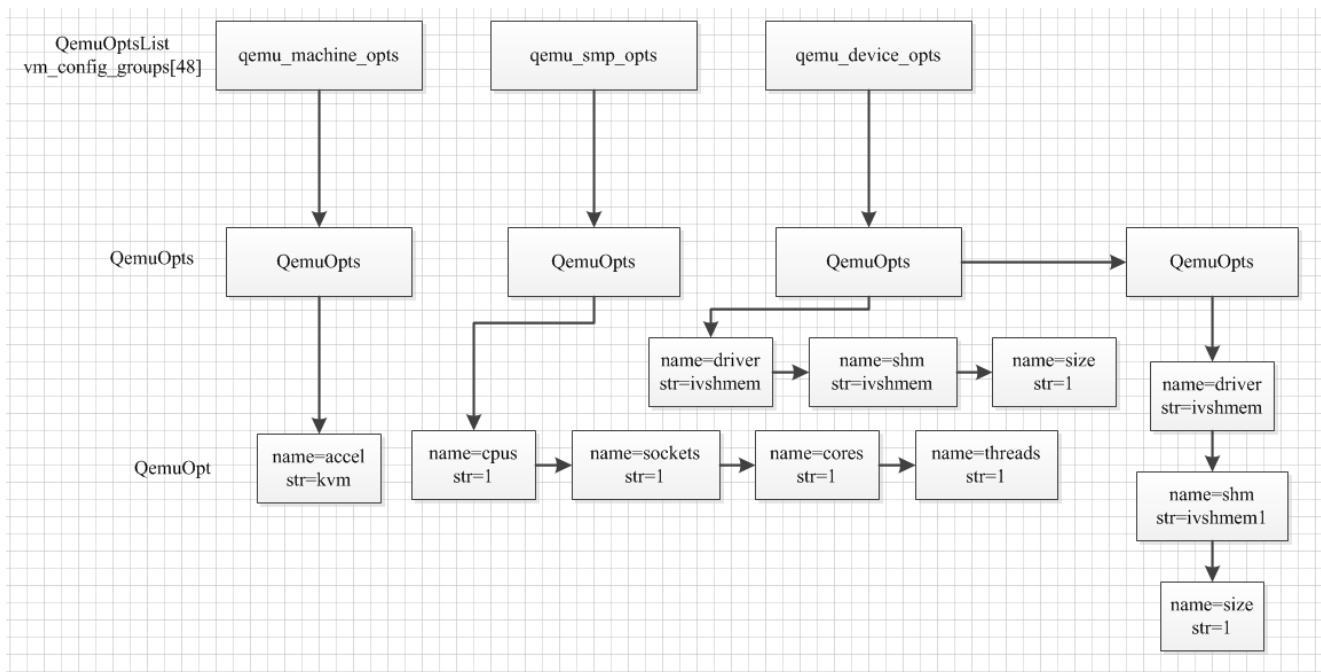 QemuOptsList
vm_config_groups[48]
qemu_machine_opts
qemu_smp_opts
qemu_device_opts
QemuOpts
QemuOpts
QemuOpts
QemuOpts
QemuOpts
name=driver
str=ivshmem
name=shm
str=ivshmem
name=size
str=1
name=driver
str=ivshmem
QemuOpt
name=accel
str=kvm
name=cpus
str=1
name=sockets
str=1
name=cores
str=1
name=threads
str=1
name=shm
str=ivshmem1
name=size
str=1